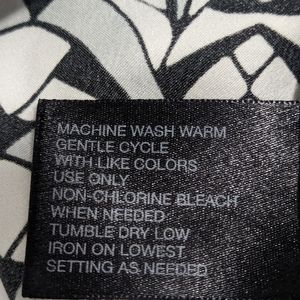 MACHINE WASH WARM
GENTLE CYCLE
WITH LIKE COLORS
USE ONLY
NON-CHLORINE BLEACH
WHEN NEEDED
TUMBLE DRY LOW
IRON ON LOWEST
SETTING AS NEEDED